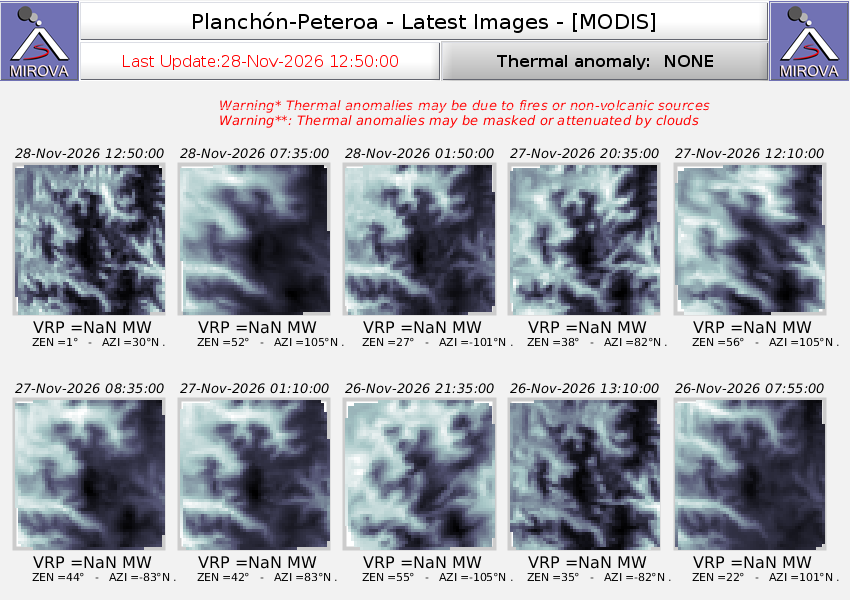 Planchón-Peteroa - Latest Images - [MODIS]
MIROVA
Last Update:28-Nov-2026 12:50:00
Thermal anomaly: NONE
MIROVA
Warning* Thermal anomalies may be due to fires or non-volcanic sources
Warning**: Thermal anomalies may be masked or attenuated by clouds
28-Nov-2026 12:50:00
28-Nov-2026 07:35:00
28-Nov-2026 01:50:00
27-Nov-2026 20:35:00
27-Nov-2026 12:10:00
VRP =NaN MW
VRP =NaN MW
VRP =NaN MW
VRP =NaN MW
VRP =NaN MW
ZEN =1° - AZI =30°N .
ZEN =52° - AZI =105°N .
ZEN =27° - AZI =-101°N .
ZEN =38° - AZI =82°N .
ZEN =56° - AZI =105°N .
27-Nov-2026 08:35:00
27-Nov-2026 01:10:00
26-Nov-2026 21:35:00
26-Nov-2026 13:10:00
26-Nov-2026 07:55:00
VRP =NaN MW
VRP =NaN MW
VRP =NaN MW
VRP =NaN MW
VRP =NaN MW
ZEN =44° - AZI =-83°N .
ZEN =42° - AZI =83°N .
ZEN =55° - AZI =-105°N .
ZEN =35° - AZI =-82°N .
ZEN =22° - AZI =101°N .